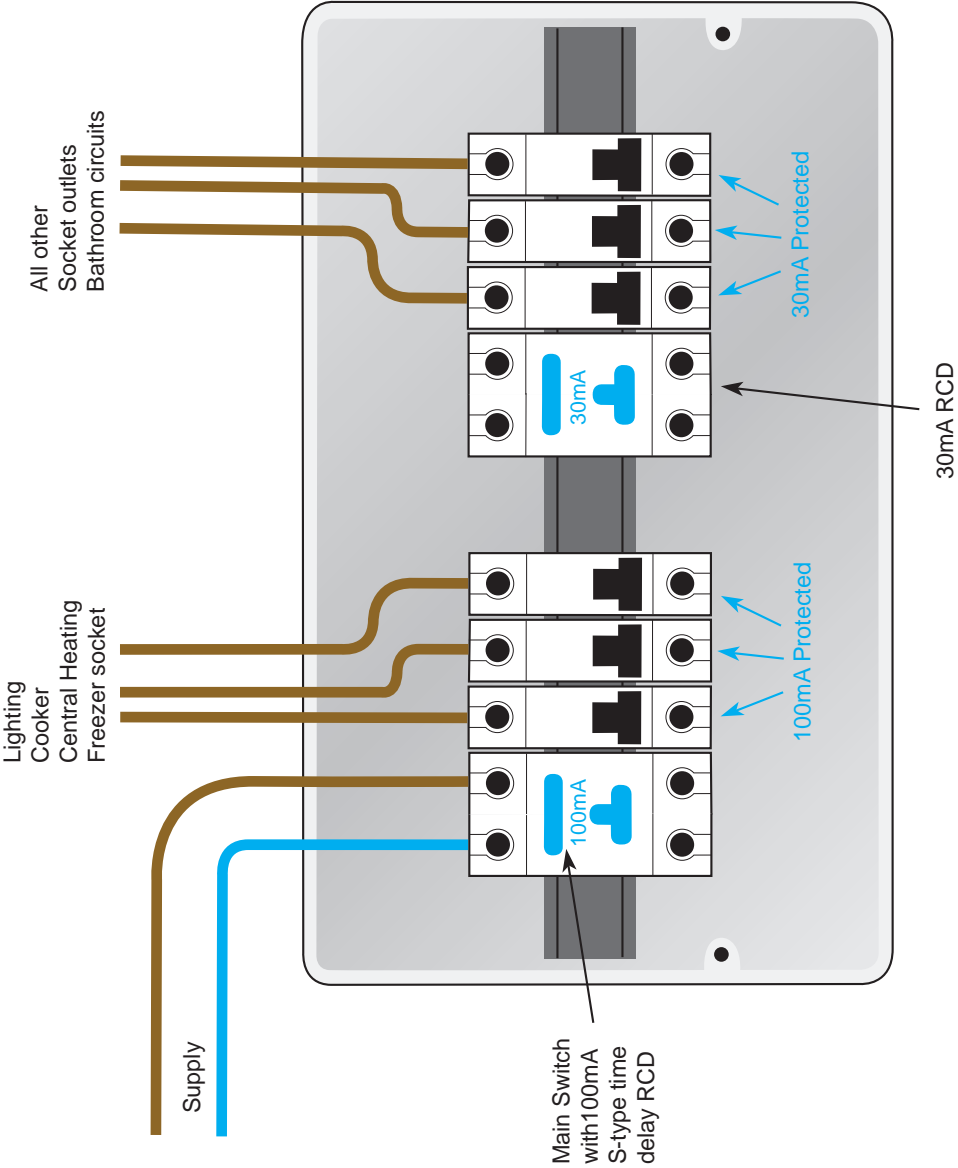 Supply
Lighting
Cooker
Central Heating
Freezer socket
All other
Socket outlets
Bathroom circuits
100mA
30mA
100mA Protected
30mA Protected
Main Switch
with100mA
S-type time
delay RCD
30mA RCD